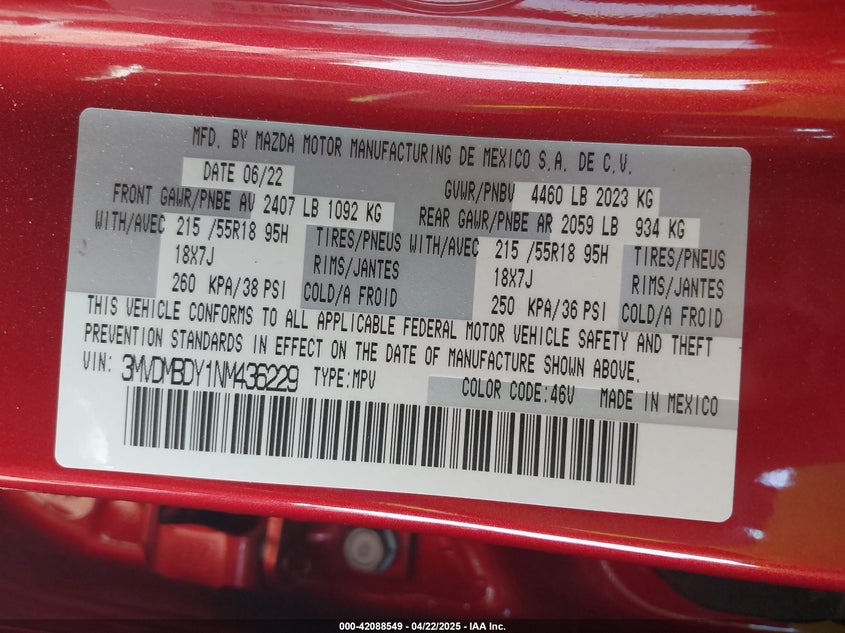 MFD. BY MAZDA MOTOR MANUFACTURING DE MEXICO S.A. DE C.V.
DATE 06/22 GVWR/PNBV 4460 LB 2023 KG
FRONT GAWR/PNBE AV 2407 LB 1092 KG REAR GAWR/PNBE AR 2059 LB 934 KG
WITH/AVEC 215 /55R18 95H TIRES/PNEUS WITH/AVEC 215 /55R18 95H TIRES/PNEUS
18X7J RIMS/JANTES 18X7J RIMS/JANTES
260 KPA/38 PSI COLD/A FROID 250 KPA/36 PSI COLD/A FROID
THIS VEHICLE CONFORMS TO ALL APPLICABLE FEDERAL MOTOR VEHICLE SAFETY AND THEFT
PREVENTION STANDARDS IN EFFECT ON THE DATE OF MANUFACTURE SHOWN ABOVE.
VIN: 3MVDMBDY1NM436229 TYPE:MPV COLOR CODE:46V MADE IN MEXICO
000-42088549 - 04/22/2025 - IAA Inc.